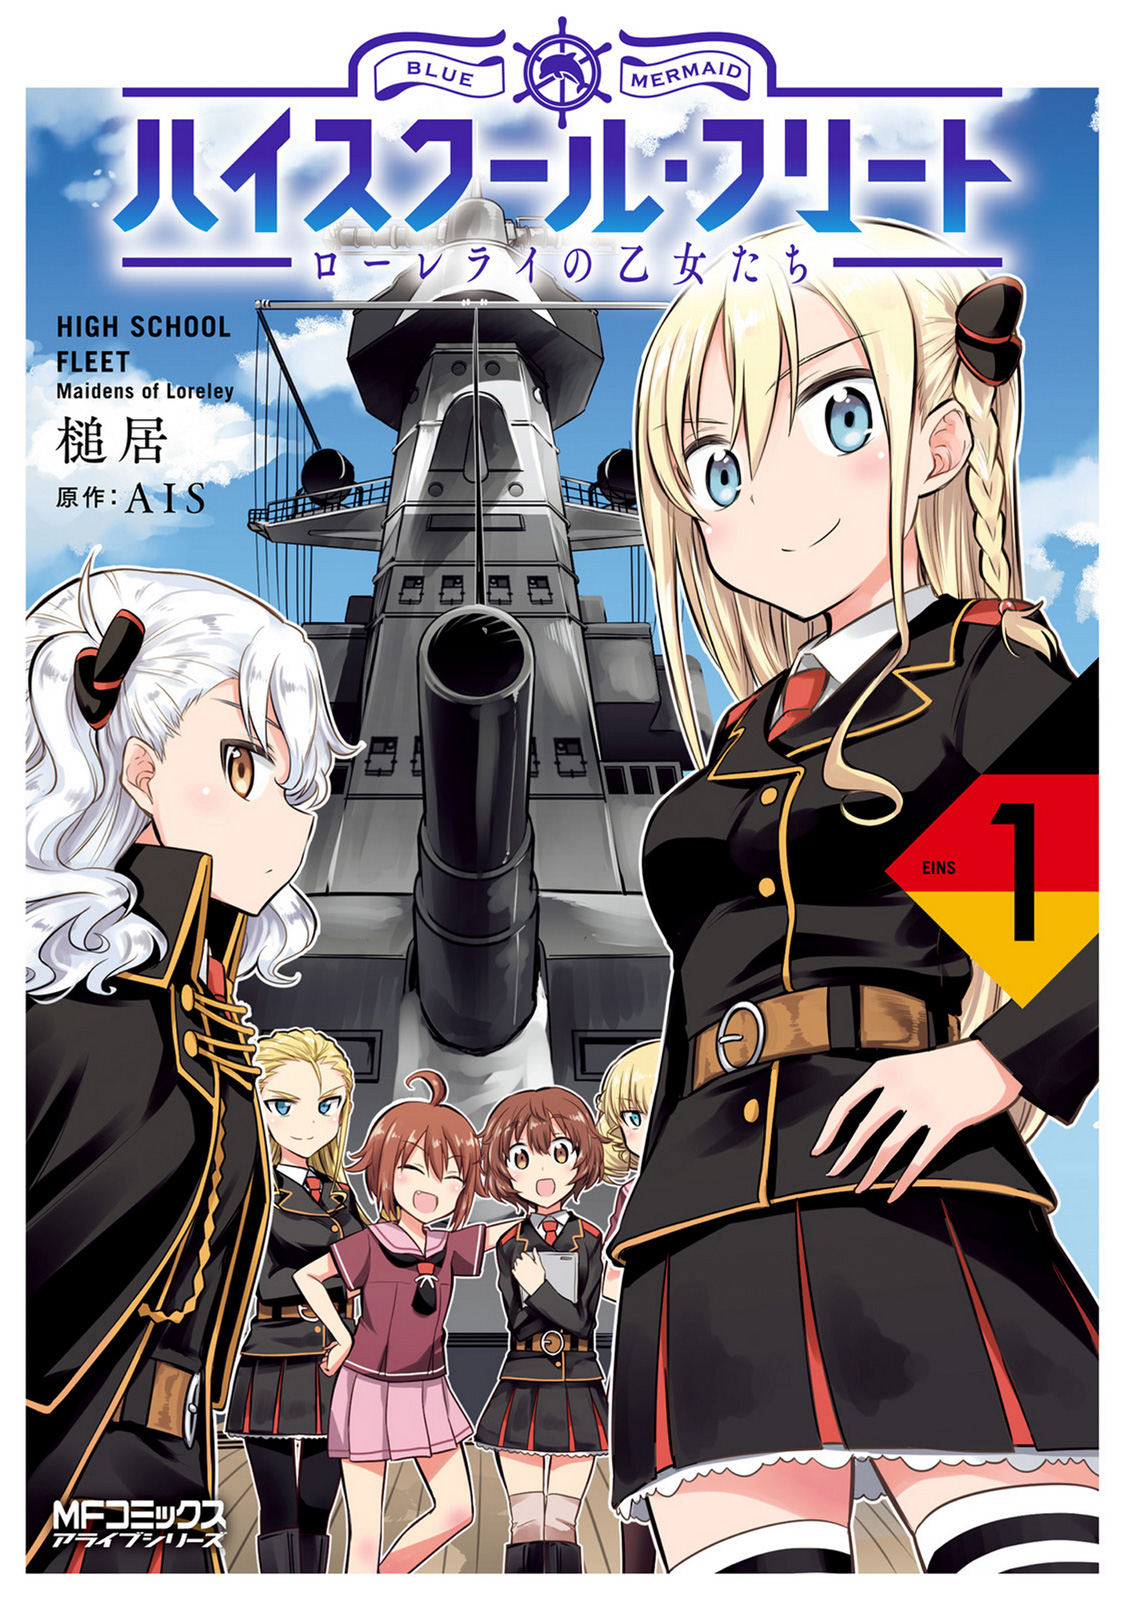 BLUE MERMAID
ハイスクール・フリート
ローレライの乙女たち
HIGH SCHOOL
FLEET
Maidens of Loreley
槌居
原作：AIS
EINS
1
MFコミックス
アライブシリーズ